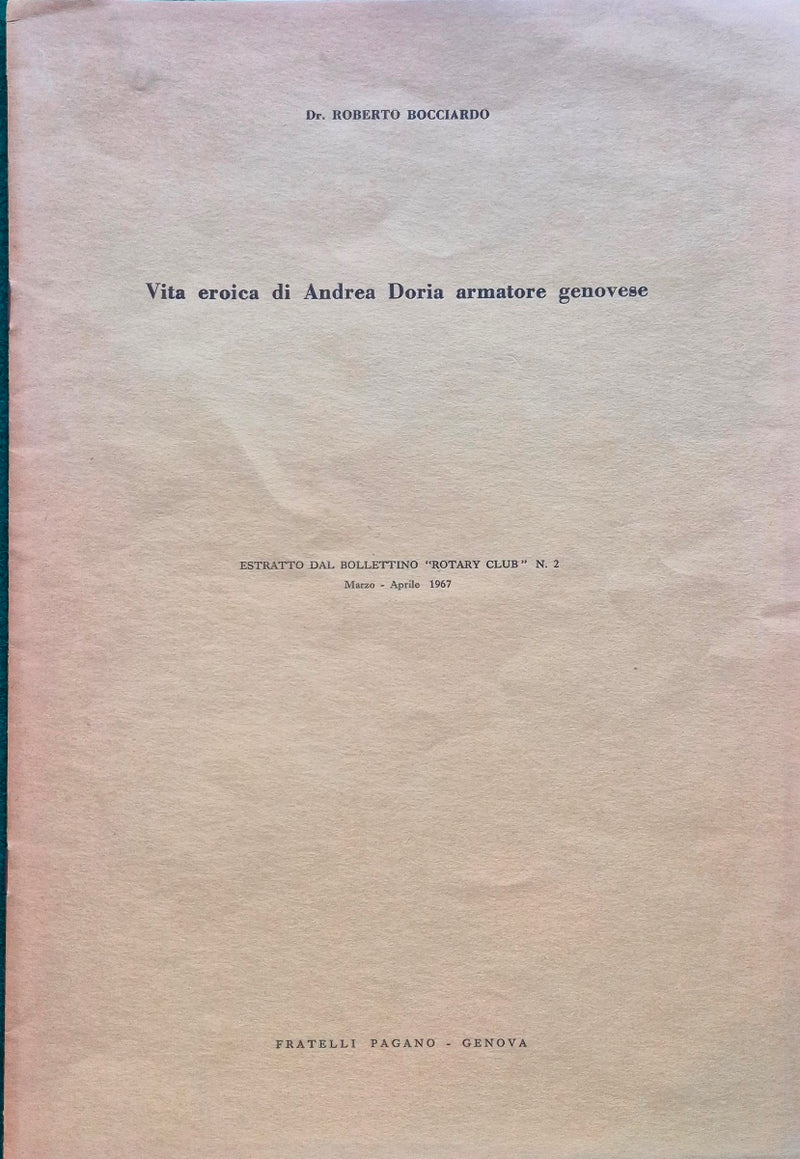 Dr. ROBERTO BOCCIARDO
Vita eroica di Andrea Doria armatore genovese
ESTRATTO DAL BOLLETTINO "ROTARY CLUB" N. 2
Marzo - Aprile 1967
FRATELLI PAGANO - GENOVA